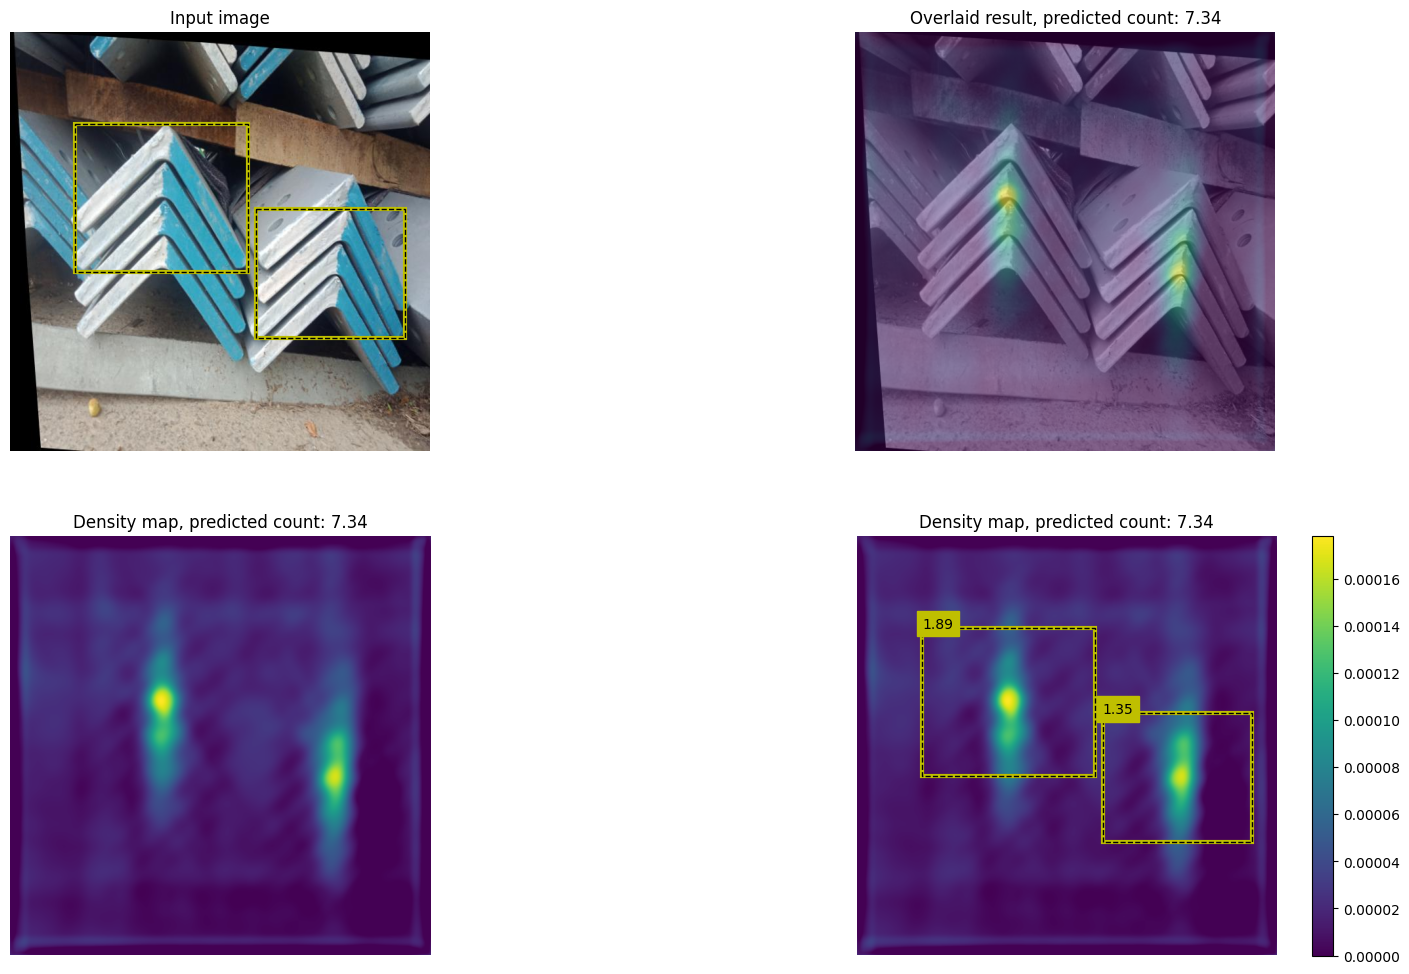 Input image
Overlaid result, predicted count: 7.34
Density map, predicted count: 7.34
Density map, predicted count: 7.34
1.89
1.35
0.00016
0.00014
0.00012
0.00010
0.00008
0.00006
0.00004
0.00002
0.00000